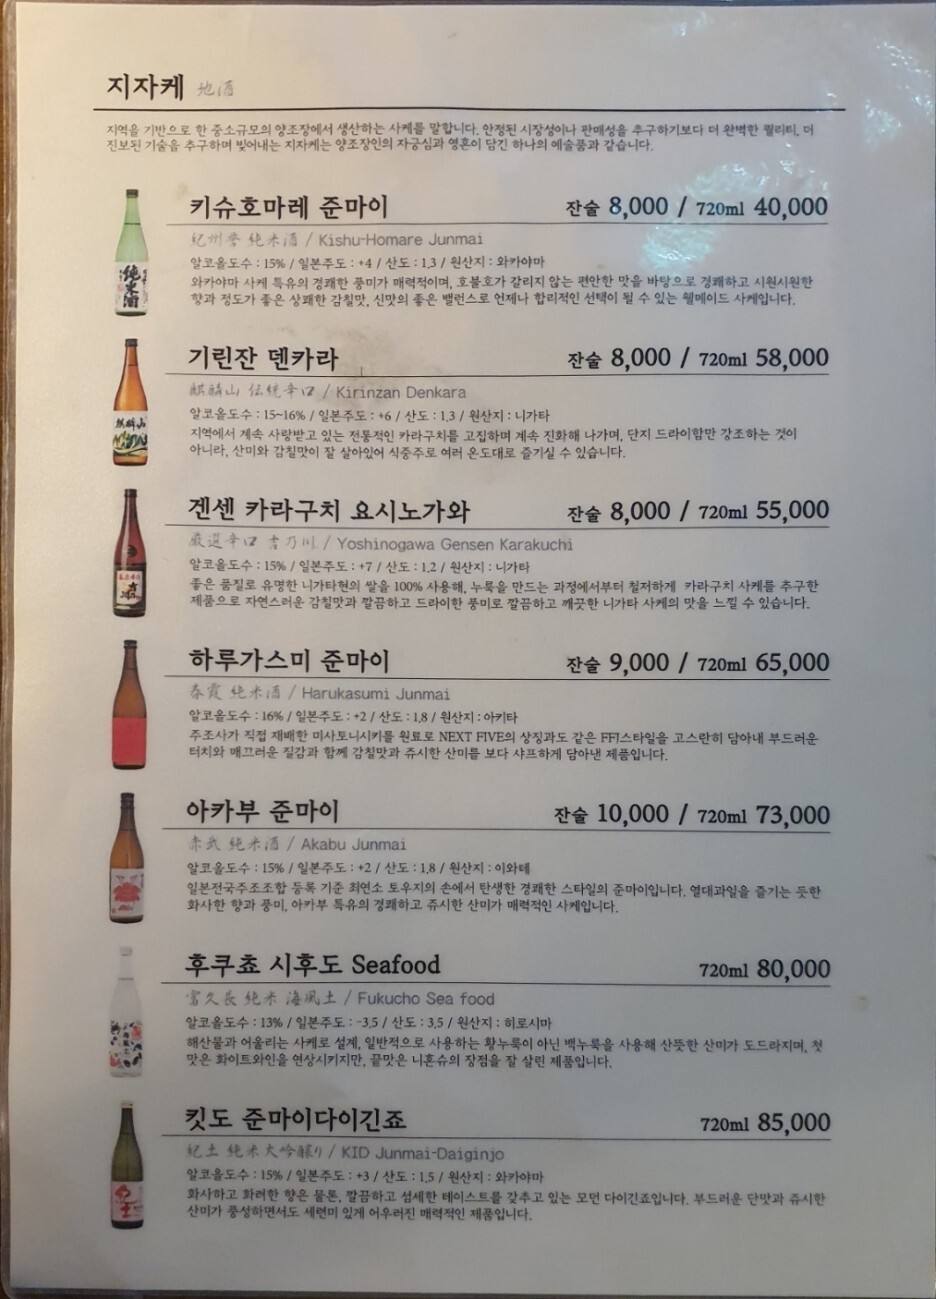 지자케 地酒
지역을 기반으로 한 중소규모의 양조장에서 생산하는 사케를 말합니다. 안정된 시장성이나 판매성을 추구하기보다 더 완벽한 퀄리티, 더
진보된 기술을 추구하며 빚어내는 지자케는 양조장인의 자긍심과 영혼이 담긴 하나의 예술품과 같습니다.
키슈호마레 준마이 잔술 8,000 / 720ml 40,000
紀州誉 純米酒 / Kishu-Homare Junmai
알코올도수 : 15% / 일본주도 : +4 / 산도 : 1.3 / 원산지 : 와카야마
와카야마 사케 특유의 경쾌한 풍미가 매력적이며, 호불호가 갈리지 않는 편안한 맛을 바탕으로 경쾌하고 시원시원한
향과 정도가 좋은 상쾌한 감칠맛, 신맛의 좋은 밸런스로 언제나 합리적인 선택이 될 수 있는 웰메이드 사케입니다.
純米酒
기린잔 덴카라 잔술 8,000 / 720ml 58,000
麒麟山 伝統辛口 / Kirinzan Denkara
알코올도수 : 15~16% / 일본주도 : +6 / 산도 : 1.3 / 원산지 : 니가타
지역에서 계속 사랑받고 있는 전통적인 카라구치를 고집하며 계속 진화해 나가며, 단지 드라이함만 강조하는 것이
아니라, 산미와 감칠맛이 잘 살아있어 식중주로 여러 온도대로 즐기실 수 있습니다.
麒麟山
겐센 카라구치 요시노가와 잔술 8,000 / 720ml 55,000
厳選辛口 吉乃川 / Yoshinogawa Gensen Karakuchi
알코올도수 : 15% / 일본주도 : +7 / 산도 : 1.2 / 원산지 : 니가타
좋은 품질로 유명한 니가타현의 쌀을 100% 사용해, 누룩을 만드는 과정에서부터 철저하게 카라구치 사케를 추구한
제품으로 자연스러운 감칠맛과 깔끔하고 드라이한 풍미로 깔끔하고 깨끗한 니가타 사케의 맛을 느낄 수 있습니다.
하루가스미 준마이 잔술 9,000 / 720ml 65,000
春霞 純米酒 / Harukasumi Junmai
알코올도수 : 16% / 일본주도 : +2 / 산도 : 1.8 / 원산지 : 아키타
주조사가 직접 재배한 미사토니시키를 원료로 NEXT FIVE의 상징과도 같은 FF스타일을 고스란히 담아내 부드러운
터치와 매끄러운 질감과 함께 감칠맛과 쥬시한 산미를 보다 샤프하게 담아낸 제품입니다.
아카부 준마이 잔술 10,000 / 720ml 73,000
赤武 純米酒 / Akabu Junmai
알코올도수 : 15% / 일본주도 : +2 / 산도 : 1.8 / 원산지 : 이와테
일본전국주조조합 등록 기준 최연소 토우지의 손에서 탄생한 경쾌한 스타일의 준마이입니다. 열대과일을 즐기는 듯한
화사한 향과 풍미, 아카부 특유의 경쾌하고 쥬시한 산미가 매력적인 사케입니다.
후쿠쵸 시후도 Seafood 720ml 80,000
富久長 純米 海風土 / Fukucho Sea food
알코올도수 : 13% / 일본주도 : -3.5 / 산도 : 3.5 / 원산지 : 히로시마
해산물과 어울리는 사케로 설계, 일반적으로 사용하는 황누룩이 아닌 백누룩을 사용해 산뜻한 산미가 도드라지며, 첫
맛은 화이트와인을 연상시키지만, 끝맛은 니혼슈의 장점을 잘 살린 제품입니다.
킷도 준마이다이긴죠 720ml 85,000
紀土 純米大吟醸り / KID Junmai-Daiginjo
알코올도수 : 15% / 일본주도 : +3 / 산도 : 1.5 / 원산지 : 와카야마
화사하고 화려한 향은 물론, 깔끔하고 섬세한 테이스트를 갖추고 있는 모던 다이긴죠입니다. 부드러운 단맛과 쥬시한
산미가 풍성하면서도 세련미 있게 어우러진 매력적인 제품입니다.